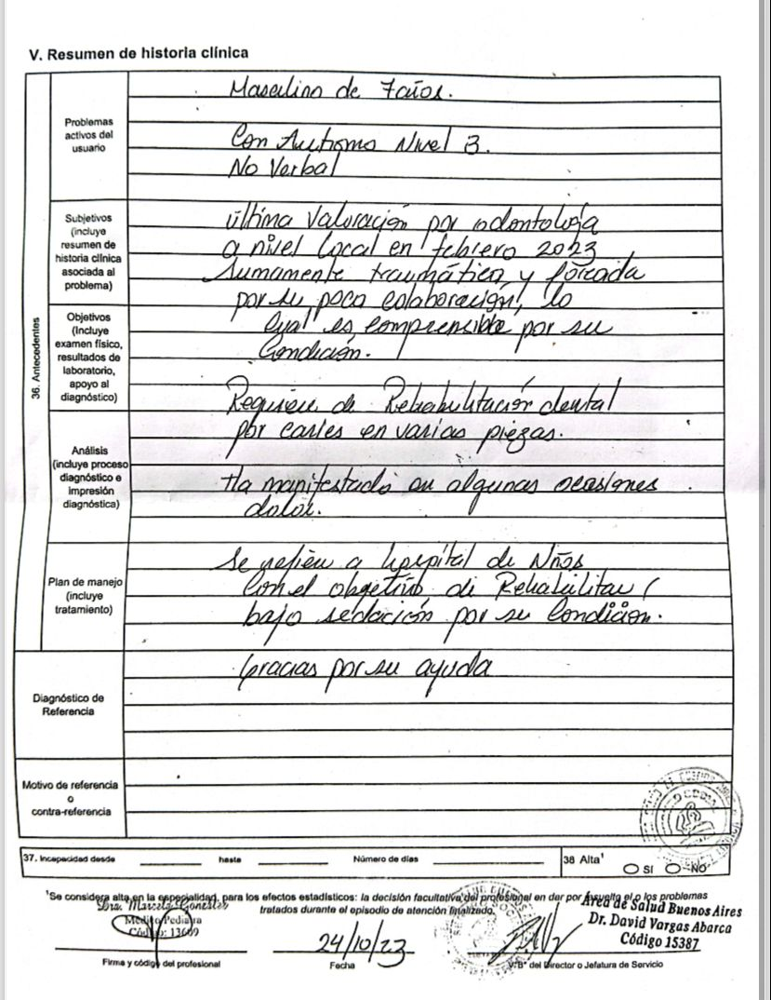 V. Resumen de historia clínica
36. Antecedentes
Problemas
activos del
usuario
Masculino de 7 años.
Con Autismo Nivel 3.
No Verbal
Subjetivos
(incluye
resumen de
historia clínica
asociada al
problema)
última valoración por odontología
a nivel local en febrero 2023,
Sumamente traumática y forzada
por su poca colaboración, lo
Objetivos
(incluye
examen físico,
resultados de
laboratorio,
apoyo al
diagnóstico)
Cual es comprensible por su
Condición.
Requiere de Rehabilitación dental
Análisis
(incluye proceso
diagnóstico e
impresión
diagnóstica)
por caries en varias piezas.
Ha manifestado en algunas ocasiones
dolor.
Plan de manejo
(incluye
tratamiento)
Se refiere a hospital de Niños
Con el objetivo de Rehabilitar
bajo sedación por su Condición.
Diagnóstico de
Referencia
Gracias por su ayuda
Motivo de referencia
o
contra-referencia
37. Incapacidad desde hasta Número de días 38 Alta¹ SI NO
¹Se considera alta en la especialidad, para los efectos estadísticos: la decisión facultativa del profesional en dar por resuelto el o los problemas
tratados durante el episodio de atención finalizado.
Dra. Marcela González
Médico Pediatra
Código: 13609
Área de Salud Buenos Aires
Dr. David Vargas Abarca
Código 15387
24/10/23
Firma y código del profesional
Fecha
V°B° del Director o Jefatura de Servicio